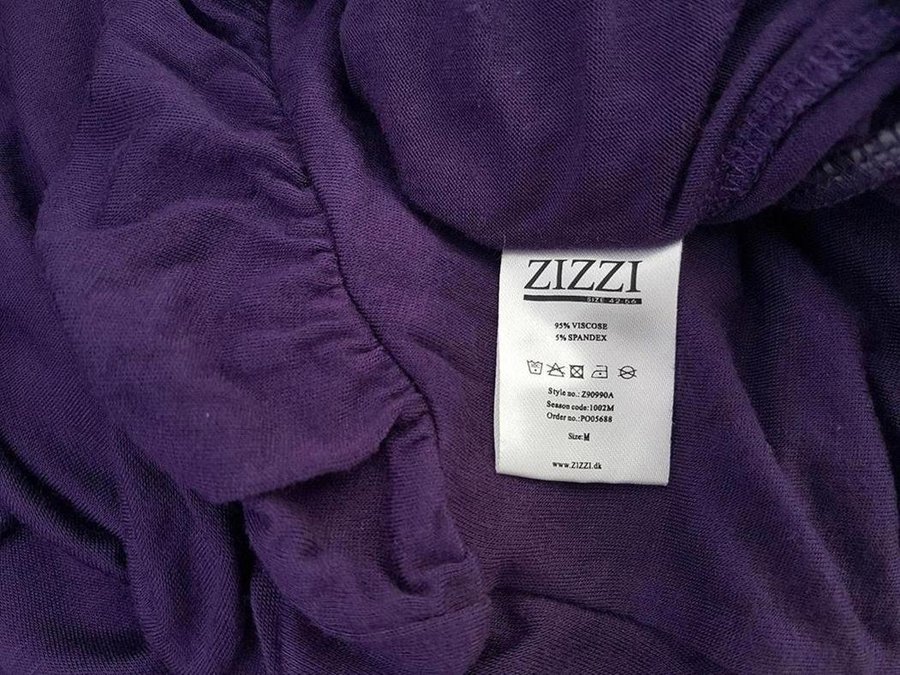 ZIZZI
SIZE 42-56
95% VISCOSE
5% SPANDEX
Style no.: Z90990A
Season code:1002M
Order no.:PO05688
Size:M
www.ZIZZI.dk